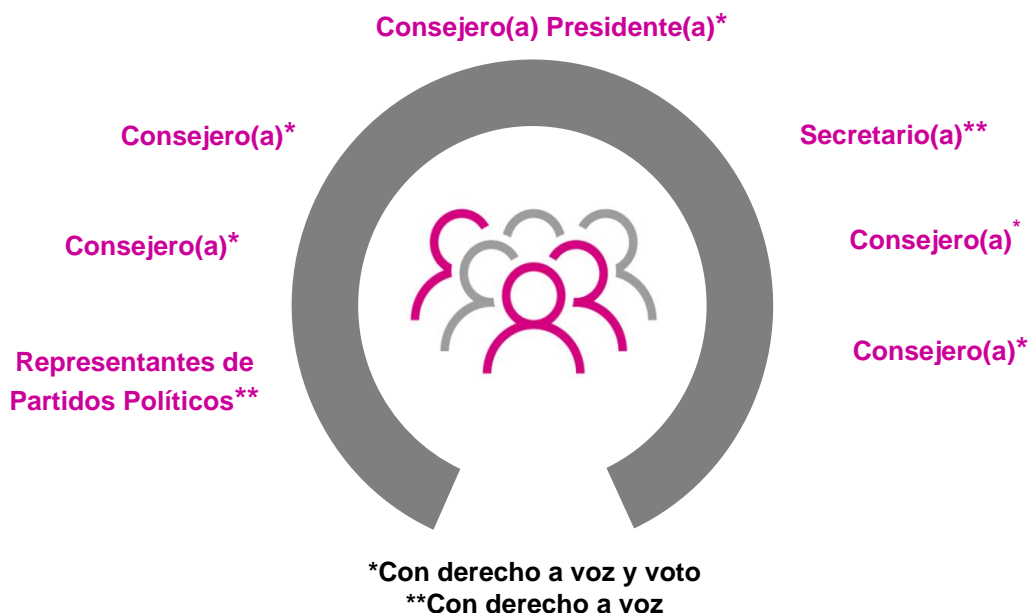 Consejero(a) Presidente(a)*
Consejero(a)*
Secretario(a)**
Consejero(a)*
Consejero(a)*
Representantes de
Partidos Políticos**
Consejero(a)*
*Con derecho a voz y voto
**Con derecho a voz